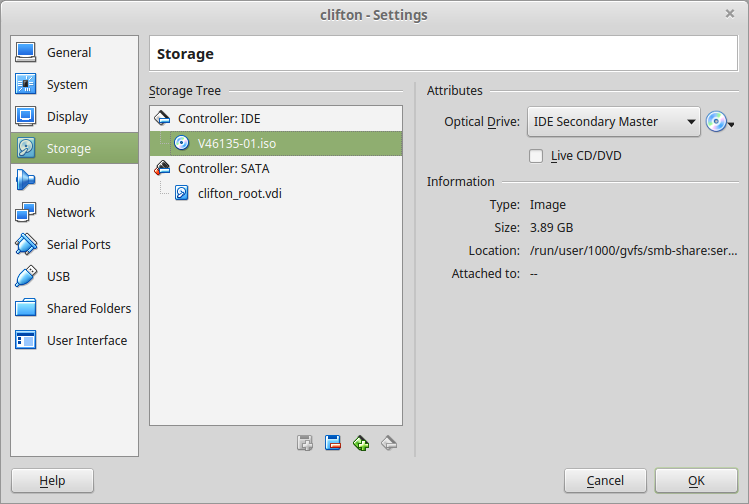 clifton - Settings
General
System
Display
Storage
Audio
Network
Serial Ports
USB
Shared Folders
User Interface
Storage
Storage Tree
Controller: IDE
V46135-01.iso
Controller: SATA
clifton_root.vdi
Attributes
Optical Drive: IDE Secondary Master
Live CD/DVD
Information
Type: Image
Size: 3.89 GB
Location: /run/user/1000/gvfs/smb-share:ser...
Attached to: --
Help
Cancel
OK